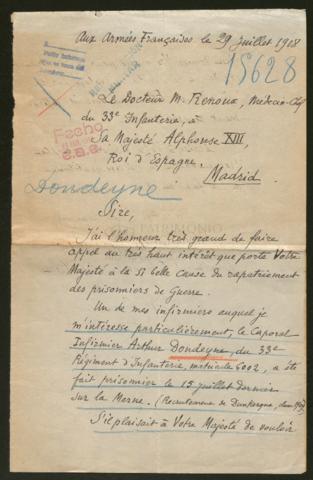 Aux Armées Françaises le 29 juillet 1918
15628
Le Docteur M. Renoux, Médecin-Chef
du 33e Infanterie, à
Sa Majesté Alphonse XIII,
Roi d'Espagne,
Madrid.
Fecho
Dondeyne
Sire,
J'ai l'honneur très grand de faire
appel au très haut intérêt que porte Votre
Majesté à la si belle cause du rapatriement
des prisonniers de Guerre.
Un de mes infirmiers auquel je
m'intéresse particulièrement, le Caporal
Infirmier Arthur Dondeyne, du 33e
Régiment d'Infanterie, matricule 6002, a été
fait prisonnier le 15 juillet dernier
sur la Marne. (Recrutement de Dunkerque,
S'il plaisait à Votre Majesté de vouloir